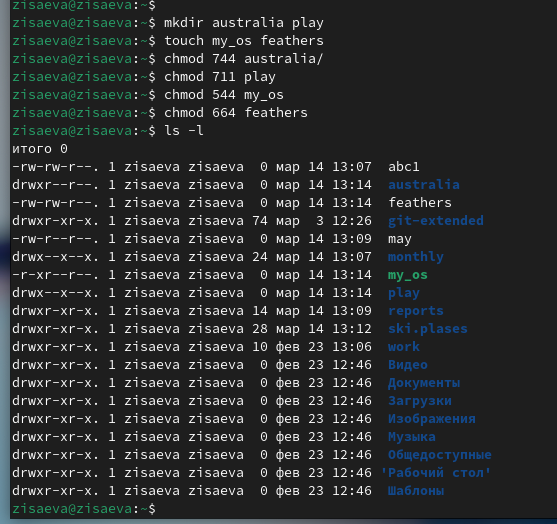 zisaeva@zisaeva:~$
zisaeva@zisaeva:~$ mkdir australia play
zisaeva@zisaeva:~$ touch my_os feathers
zisaeva@zisaeva:~$ chmod 744 australia/
zisaeva@zisaeva:~$ chmod 711 play
zisaeva@zisaeva:~$ chmod 544 my_os
zisaeva@zisaeva:~$ chmod 664 feathers
zisaeva@zisaeva:~$ ls -l
итого 0
-rw-rw-r--. 1 zisaeva zisaeva  0 мар 14 13:07  abc1
drwxr--r--. 1 zisaeva zisaeva  0 мар 14 13:14  australia
-rw-rw-r--. 1 zisaeva zisaeva  0 мар 14 13:14  feathers
drwxr-xr-x. 1 zisaeva zisaeva 74 мар  3 12:26  git-extended
-rw-r--r--. 1 zisaeva zisaeva  0 мар 14 13:09  may
drwx--x--x. 1 zisaeva zisaeva 24 мар 14 13:07  monthly
-r-xr--r--. 1 zisaeva zisaeva  0 мар 14 13:14  my_os
drwx--x--x. 1 zisaeva zisaeva  0 мар 14 13:14  play
drwxr-xr-x. 1 zisaeva zisaeva 14 мар 14 13:09  reports
drwxr-xr-x. 1 zisaeva zisaeva 28 мар 14 13:12  ski.plases
drwxr-xr-x. 1 zisaeva zisaeva 10 фев 23 13:06  work
drwxr-xr-x. 1 zisaeva zisaeva  0 фев 23 12:46  Видео
drwxr-xr-x. 1 zisaeva zisaeva  0 фев 23 12:46  Документы
drwxr-xr-x. 1 zisaeva zisaeva  0 фев 23 12:46  Загрузки
drwxr-xr-x. 1 zisaeva zisaeva  0 фев 23 12:46  Изображения
drwxr-xr-x. 1 zisaeva zisaeva  0 фев 23 12:46  Музыка
drwxr-xr-x. 1 zisaeva zisaeva  0 фев 23 12:46  Общедоступные
drwxr-xr-x. 1 zisaeva zisaeva  0 фев 23 12:46 'Рабочий стол'
drwxr-xr-x. 1 zisaeva zisaeva  0 фев 23 12:46  Шаблоны
zisaeva@zisaeva:~$